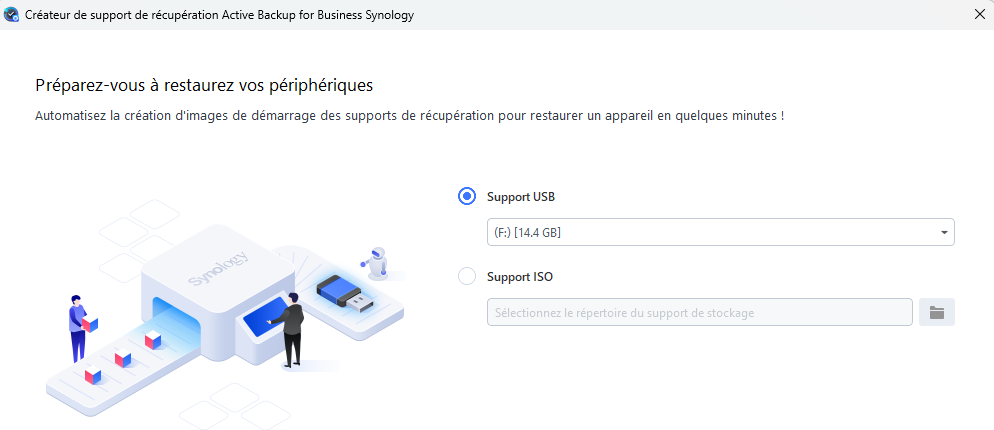 Créateur de support de récupération Active Backup for Business Synology
Préparez-vous à restaurez vos périphériques
Automatisez la création d'images de démarrage des supports de récupération pour restaurer un appareil en quelques minutes !
Support USB
(F:) [14.4 GB]
Synology
Support ISO
Sélectionnez le répertoire du support de stockage